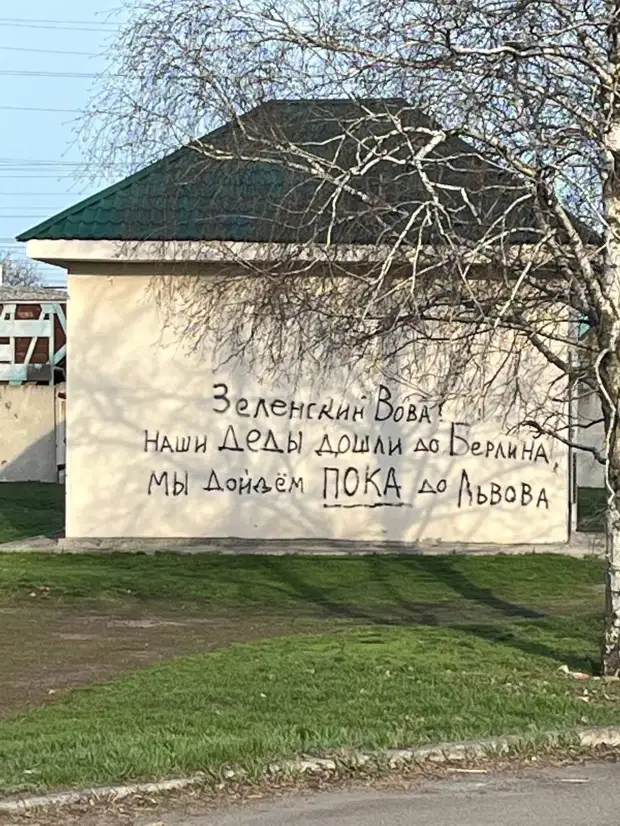 Зеленский Вова!
НАШИ ДЕДЫ ДОШЛИ ДО БЕРЛИНА,
МЫ ДОЙДЁМ ПОКА ДО ЛЬВОВА